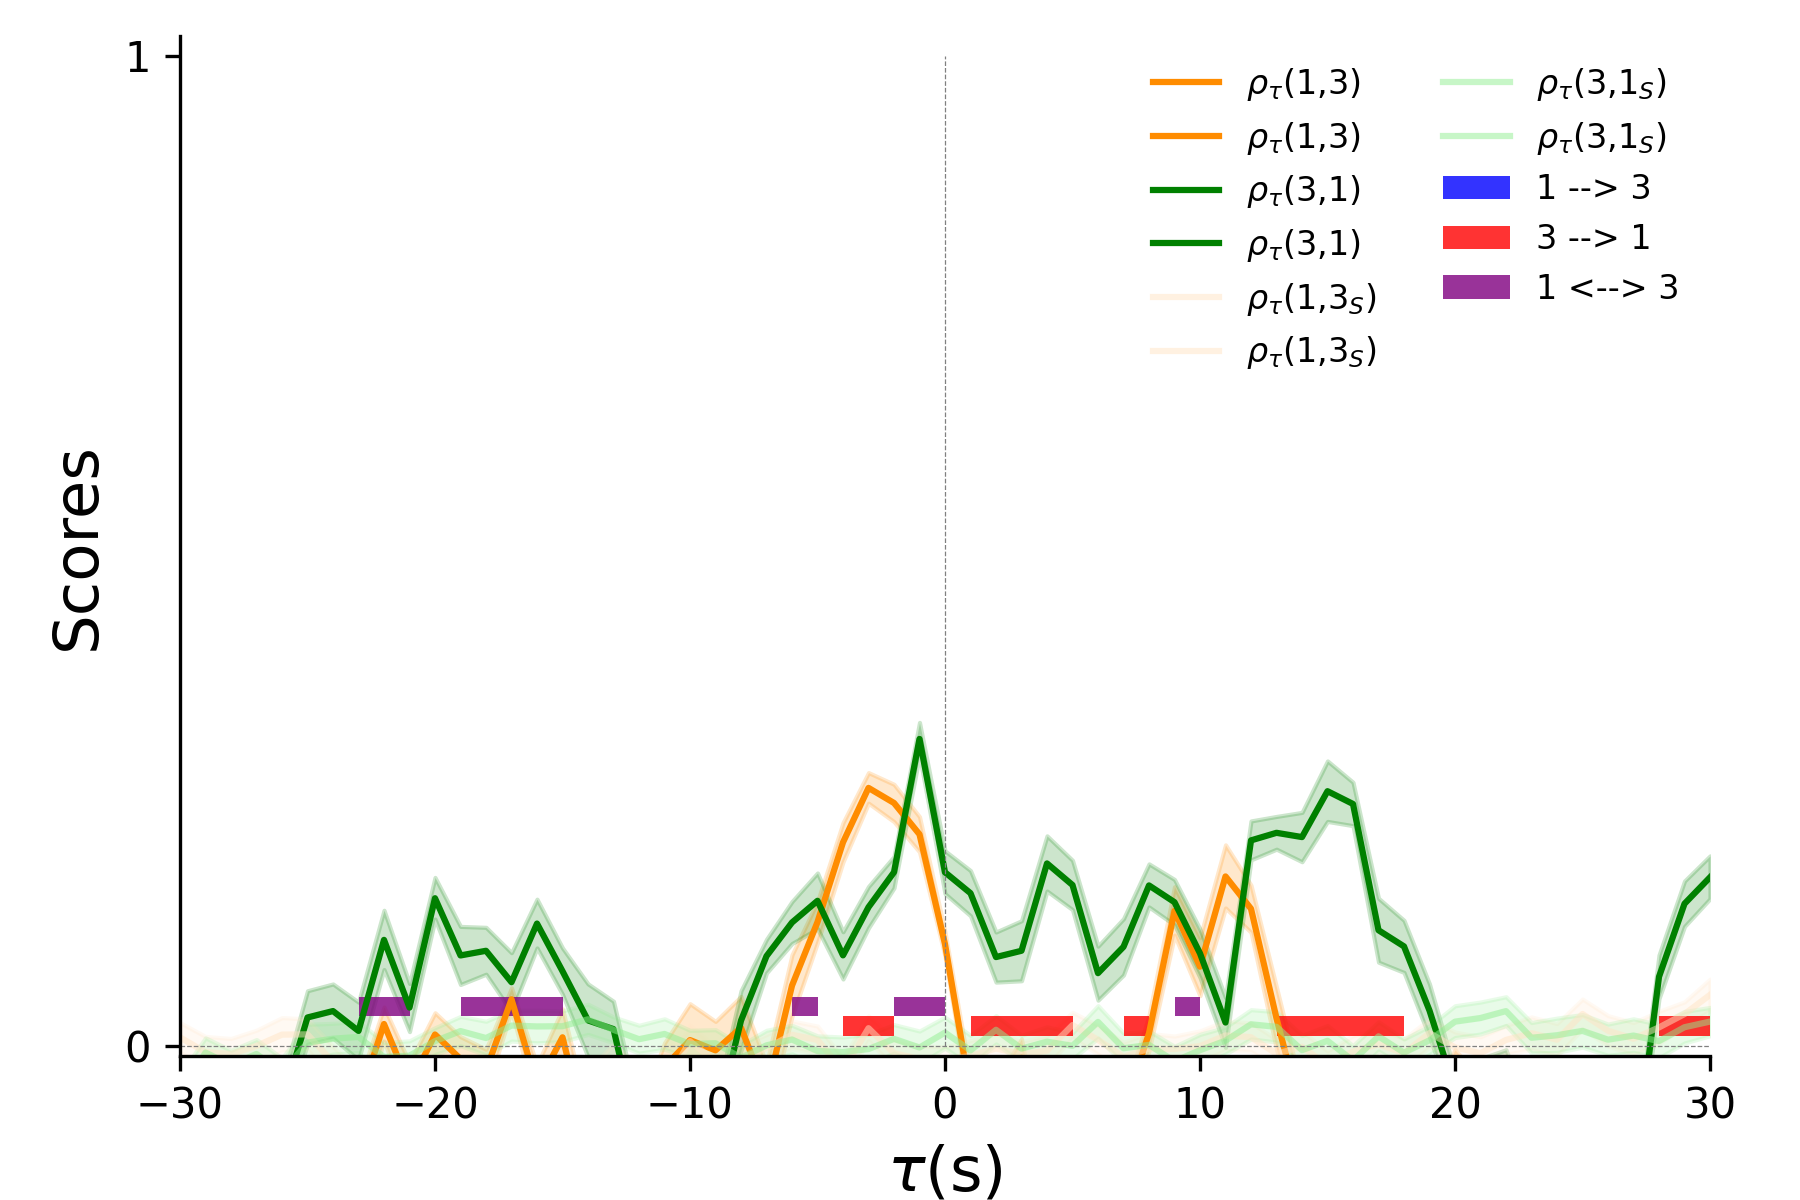 1
ρτ(1,3)
ρτ(1,3)
ρτ(3,1)
ρτ(3,1)
ρτ(1,3S)
ρτ(1,3S)
ρτ(3,1S)
ρτ(3,1S)
1 --> 3
3 --> 1
1 <--> 3
Scores
0
−30 −20 −10 0 10 20 30
τ(s)